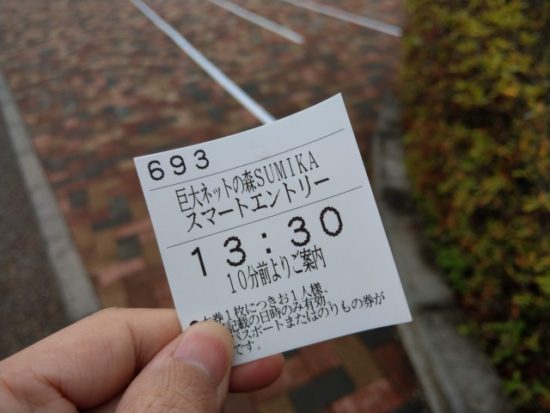 693
巨大ネットの森SUMIKA
スマートエントリー
13:30
10分前よりご案内
券1枚につきお1人様、
記載の日時のみ有効
パスポートまたはのりもの券が
です。